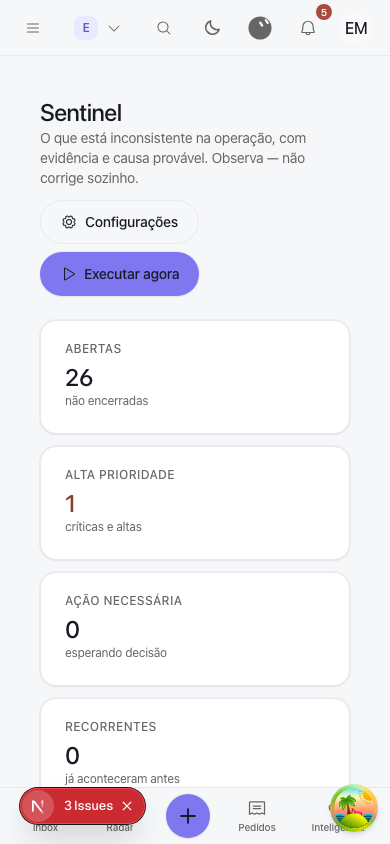 E
5
EM
Sentinel
O que está inconsistente na operação, com
evidência e causa provável. Observa — não
corrige sozinho.
Configurações
Executar agora
ABERTAS
26
não encerradas
ALTA PRIORIDADE
1
críticas e altas
AÇÃO NECESSÁRIA
0
esperando decisão
RECORRENTES
0
já aconteceram antes
N 3 Issues
Inbox
Radar
Pedidos